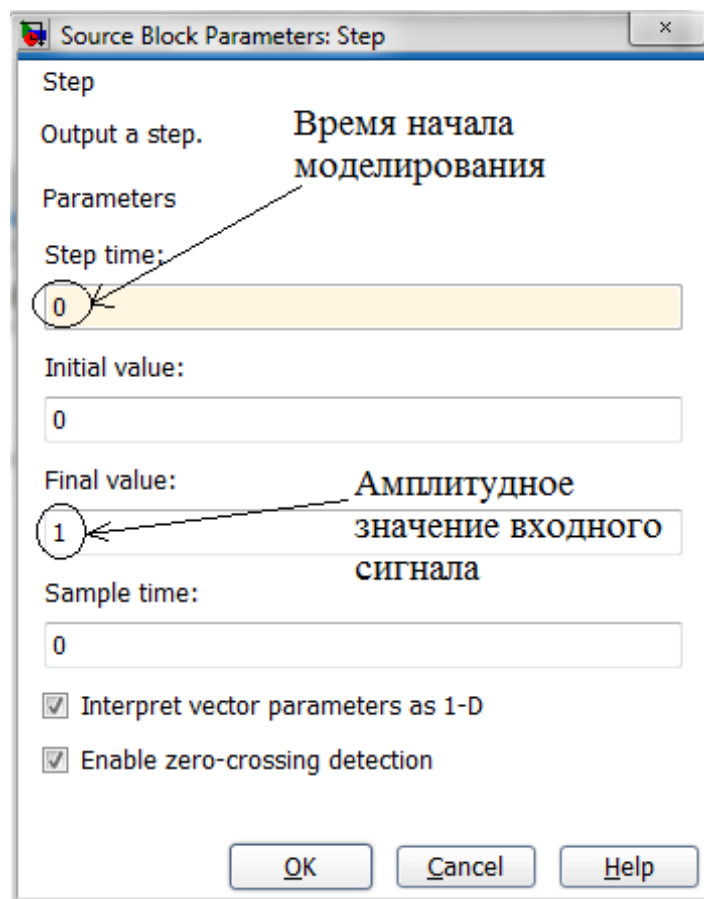 Source Block Parameters: Step
Step
Output a step.
Время начала
моделирования
Parameters
Step time:
0
Initial value:
0
Final value:
1
Амплитудное
значение входного
сигнала
Sample time:
0
Interpret vector parameters as 1-D
Enable zero-crossing detection
OK
Cancel
Help